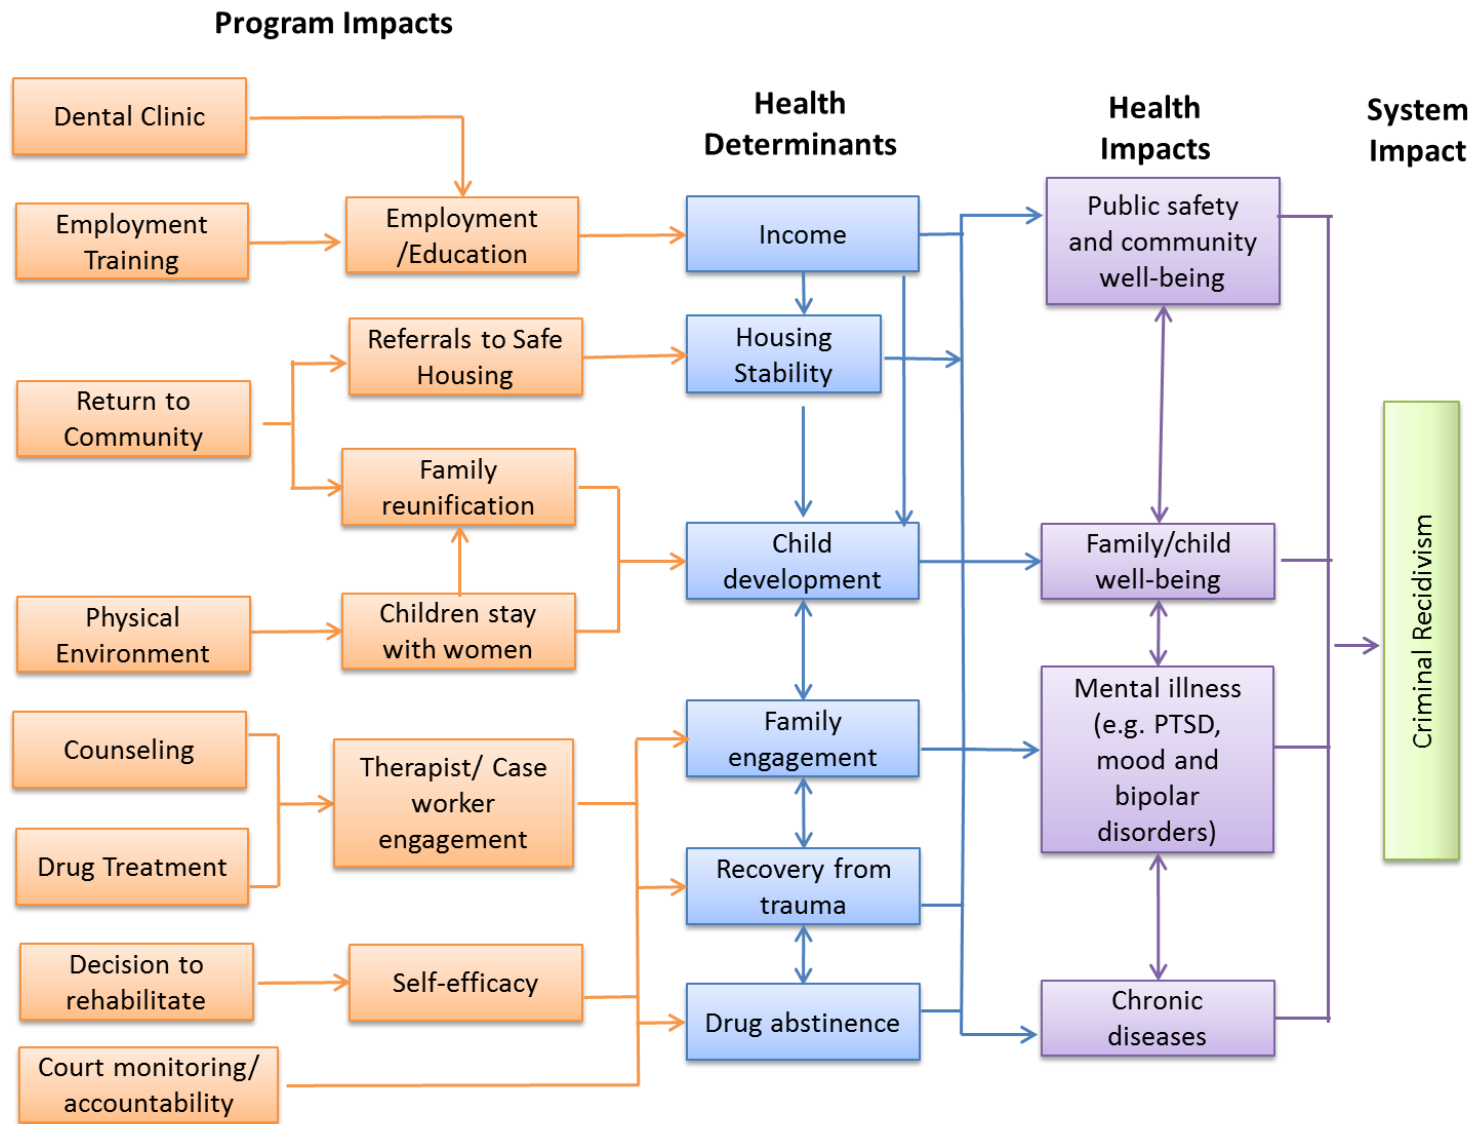 Program Impacts
Health
Determinants
Health
Impacts
System
Impact
Dental Clinic
Employment
Training
Employment
/Education
Income
Public safety
and community
well-being
Return to
Community
Referrals to Safe
Housing
Housing
Stability
Family
reunification
Child
development
Family/child
well-being
Criminal Recidivism
Physical
Environment
Children stay
with women
Counseling
Drug Treatment
Therapist/ Case
worker
engagement
Family
engagement
Mental illness
(e.g. PTSD,
mood and
bipolar
disorders)
Recovery from
trauma
Decision to
rehabilitate
Self-efficacy
Drug abstinence
Chronic
diseases
Court monitoring/
accountability